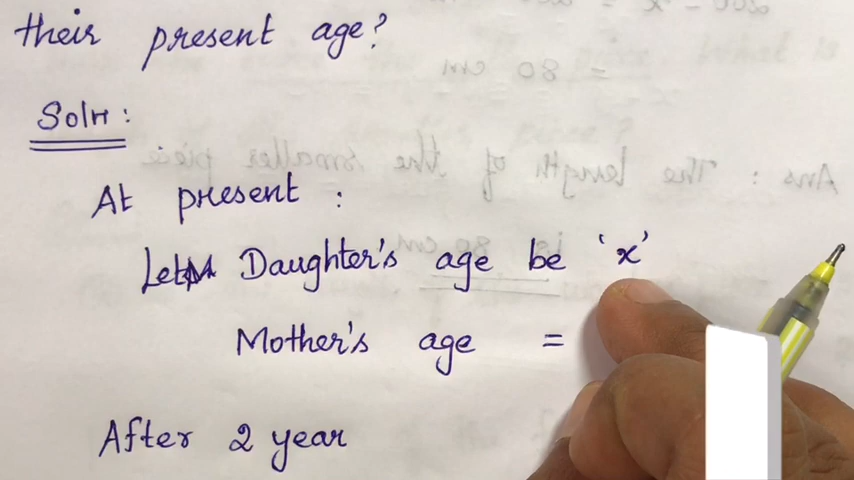 their present age?
Soln:
At present :
Let Daughter's age be 'x'
Mother's age =
After 2 year